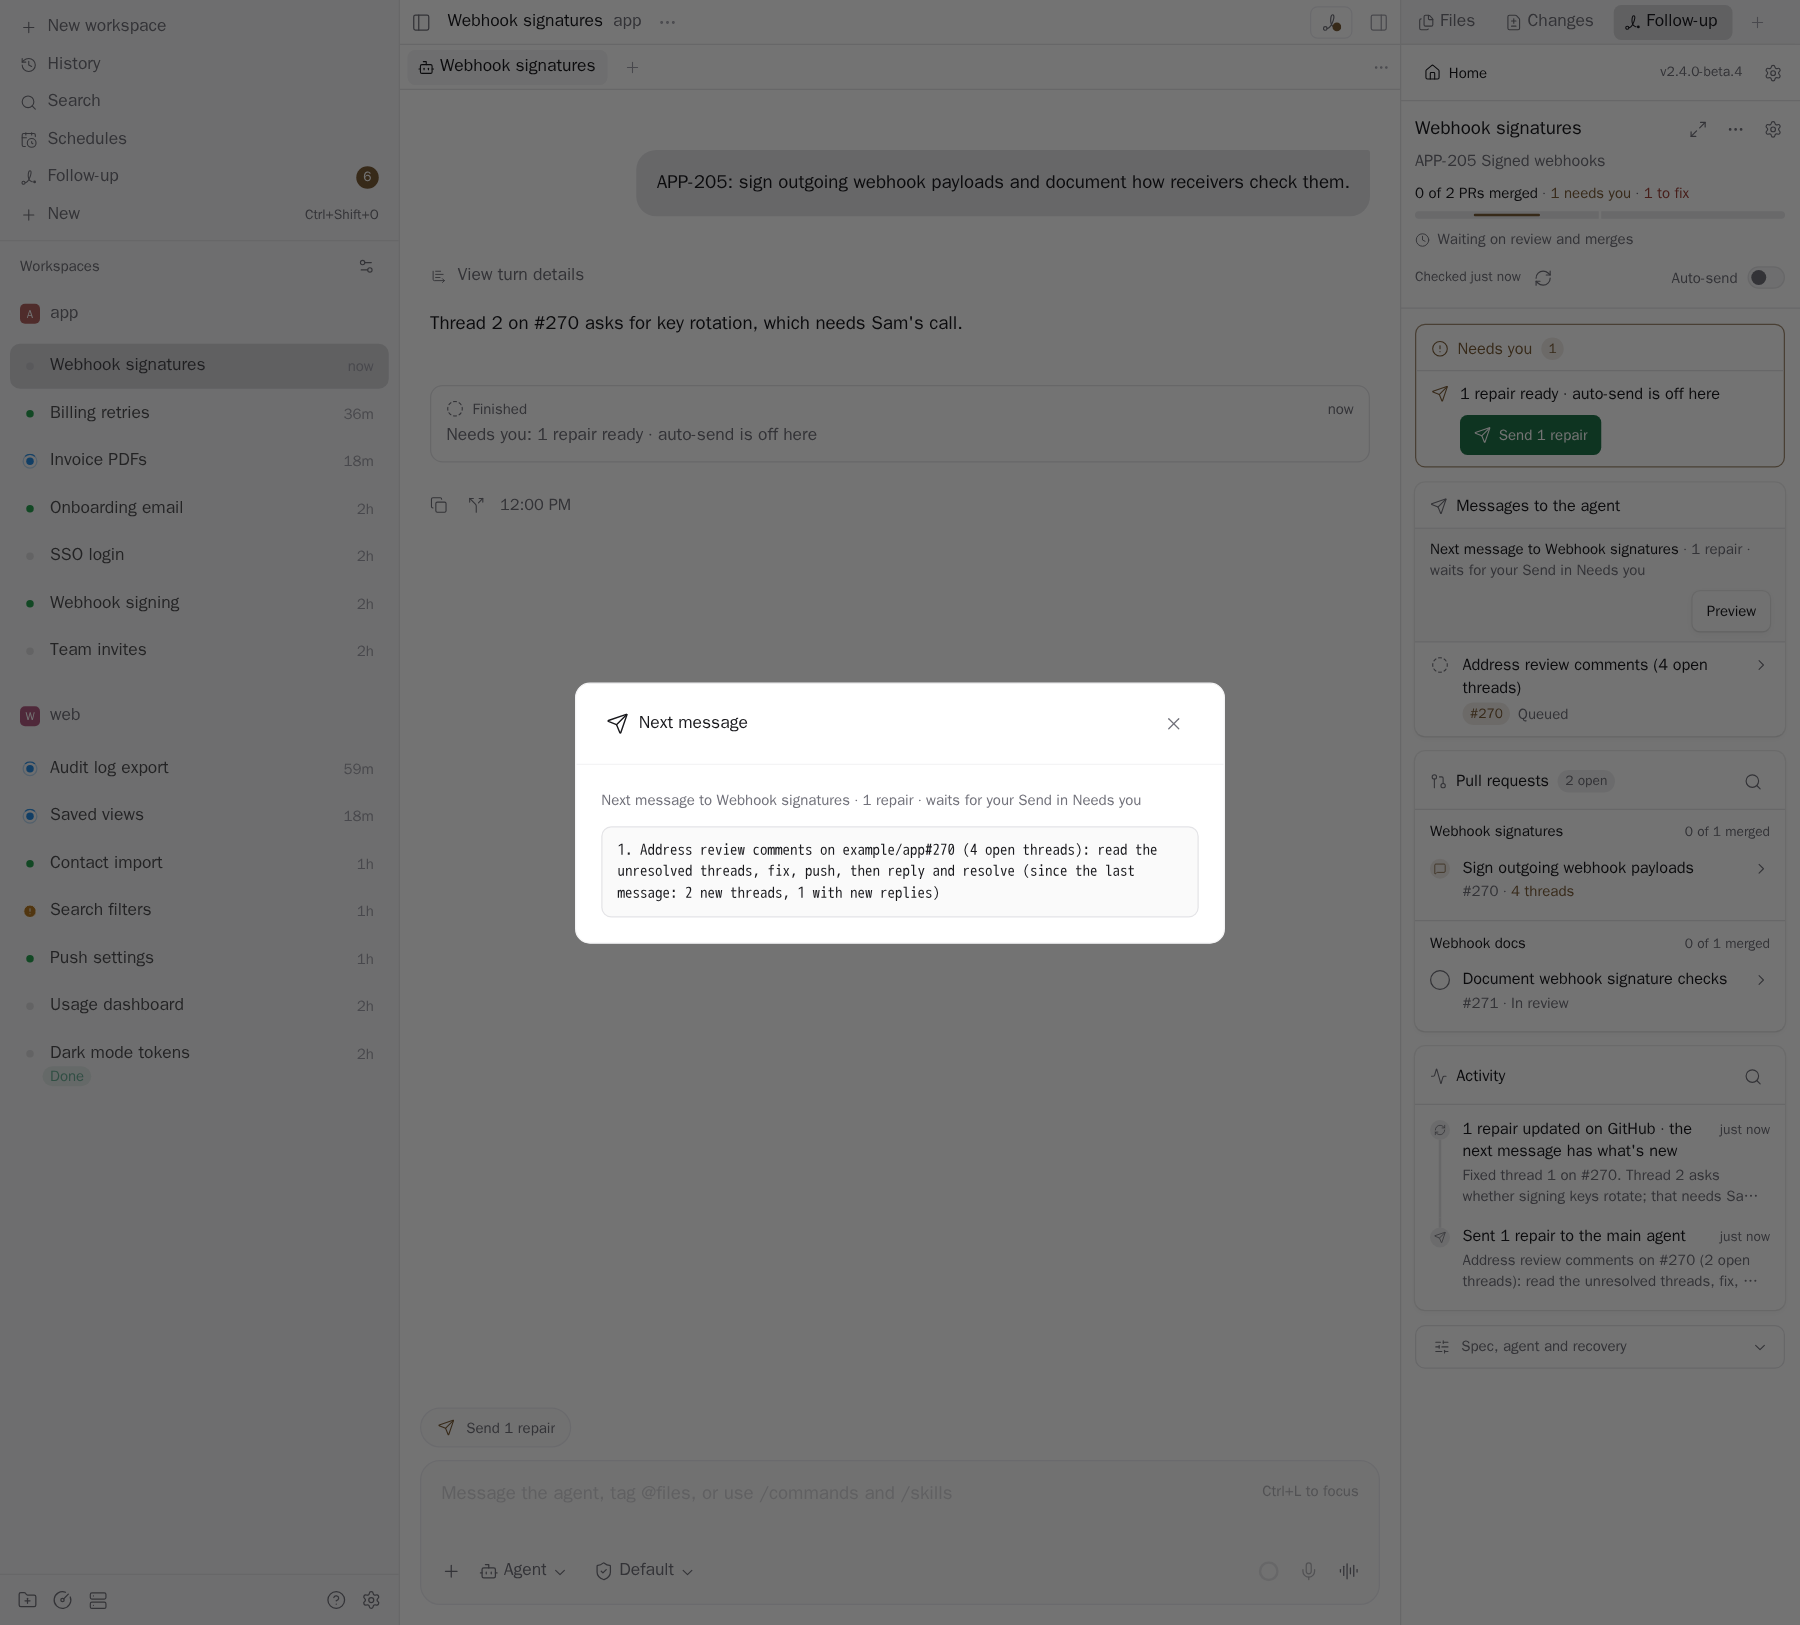 New workspace
History
Search
Schedules
Follow-up 6
New Ctrl+Shift+O
Workspaces
A app
Webhook signatures now
Billing retries 36m
Invoice PDFs 18m
Onboarding email 2h
SSO login 2h
Webhook signing 2h
Team invites 2h
W web
Audit log export 59m
Saved views 18m
Contact import 1h
Search filters 1h
Push settings 1h
Usage dashboard 2h
Dark mode tokens 2h
Done
Webhook signatures app
Webhook signatures
APP-205: sign outgoing webhook payloads and document how receivers check them.
View turn details
Thread 2 on #270 asks for key rotation, which needs Sam's call.
Finished now
Needs you: 1 repair ready · auto-send is off here
12:00 PM
Next message
Next message to Webhook signatures · 1 repair · waits for your Send in Needs you
1. Address review comments on example/app#270 (4 open threads): read the
unresolved threads, fix, push, then reply and resolve (since the last
message: 2 new threads, 1 with new replies)
Send 1 repair
Message the agent, tag @files, or use /commands and /skills
Ctrl+L to focus
Agent Default
Files Changes Follow-up
Home v2.4.0-beta.4
Webhook signatures
APP-205 Signed webhooks
0 of 2 PRs merged · 1 needs you · 1 to fix
Waiting on review and merges
Checked just now Auto-send
Needs you 1
1 repair ready · auto-send is off here
Send 1 repair
Messages to the agent
Next message to Webhook signatures · 1 repair ·
waits for your Send in Needs you
Preview
Address review comments (4 open
threads)
#270 Queued
Pull requests 2 open
Webhook signatures 0 of 1 merged
Sign outgoing webhook payloads
#270 · 4 threads
Webhook docs 0 of 1 merged
Document webhook signature checks
#271 · In review
Activity
1 repair updated on GitHub · the just now
next message has what's new
Fixed thread 1 on #270. Thread 2 asks
whether signing keys rotate; that needs Sa...
Sent 1 repair to the main agent just now
Address review comments on #270 (2 open
threads): read the unresolved threads, fix, ...
Spec, agent and recovery